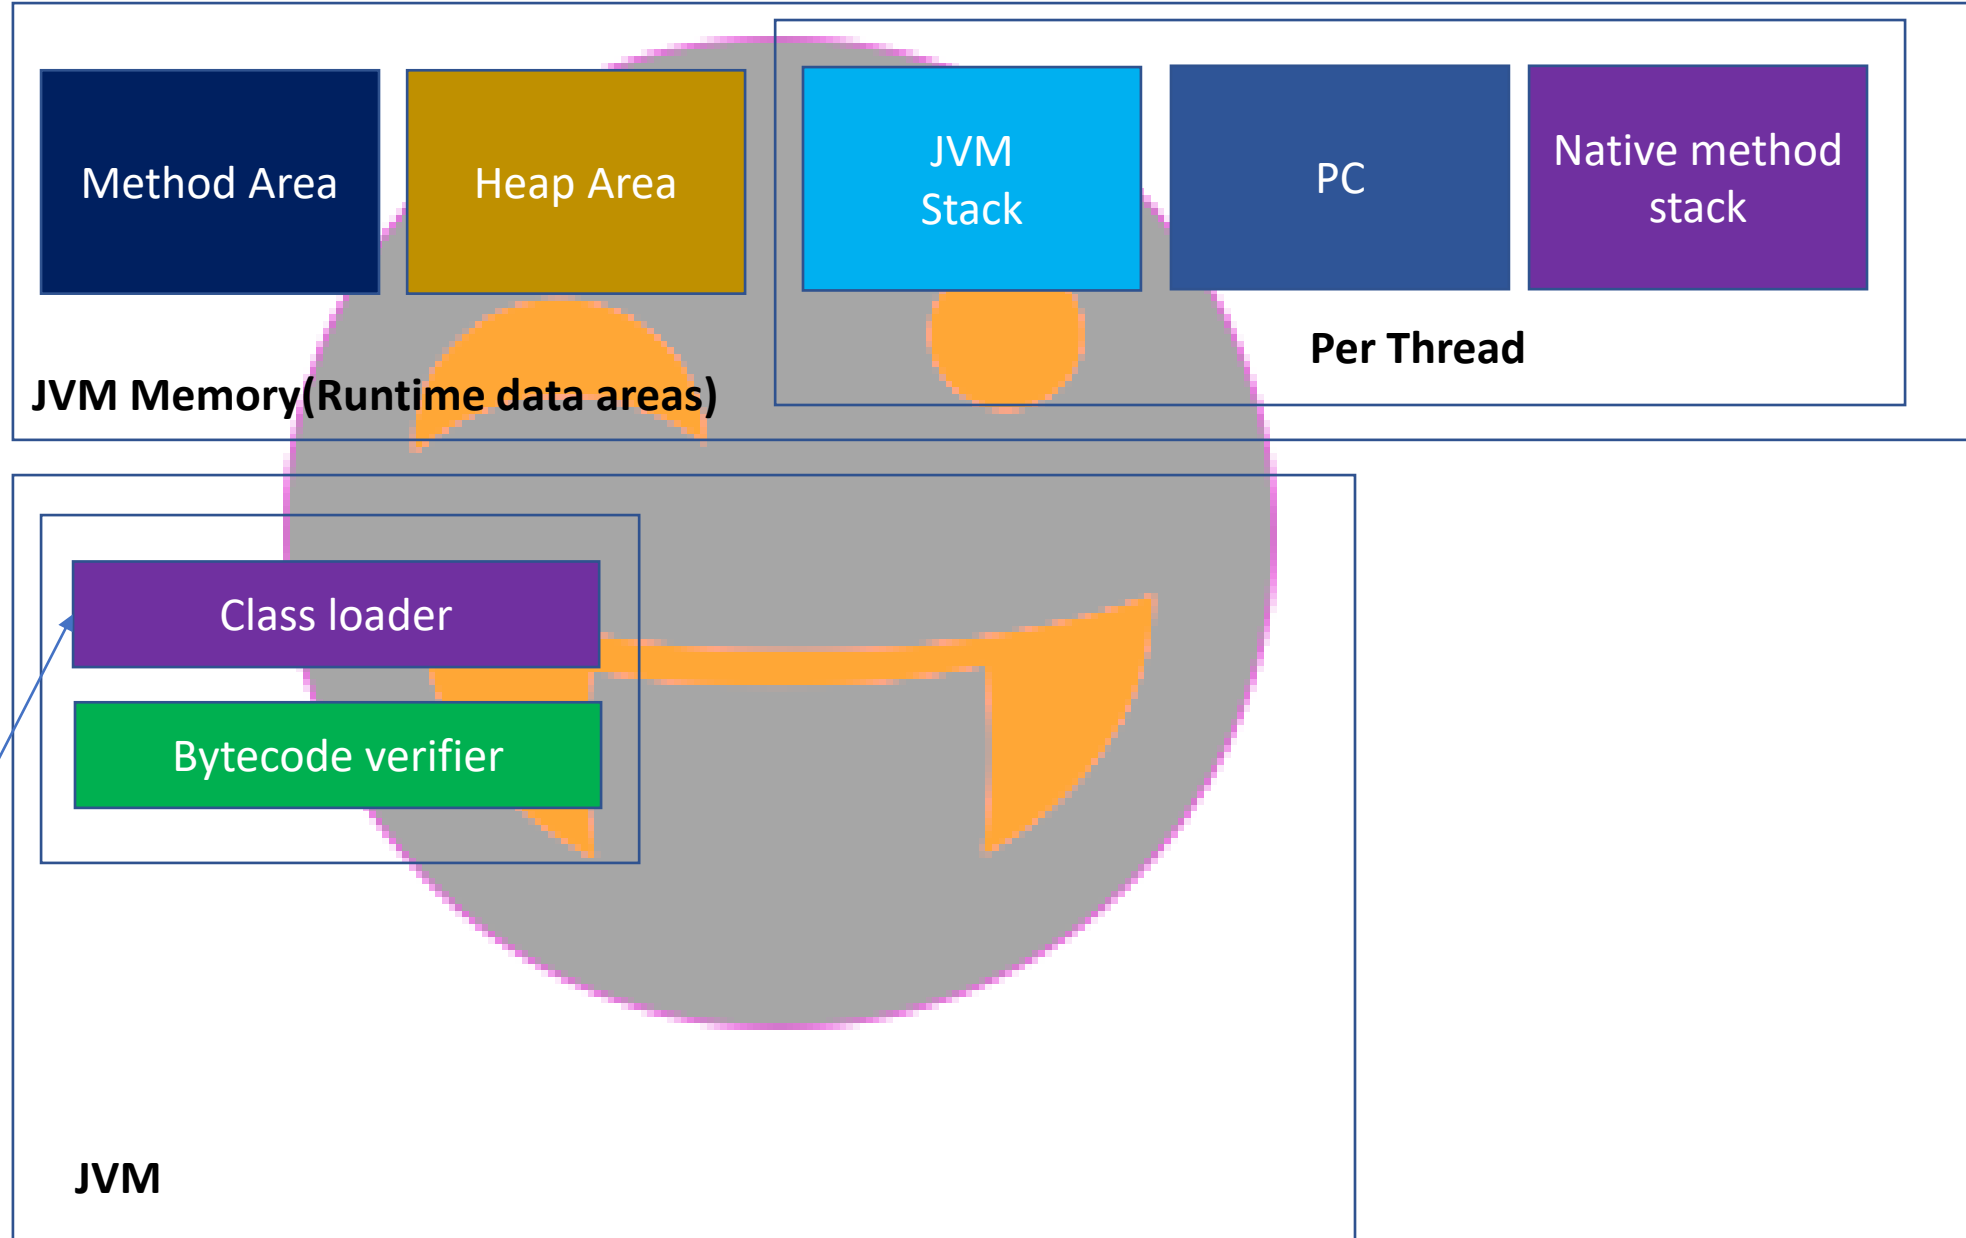 Method Area
Heap Area
JVM
Stack
PC
Native method
stack
Per Thread
JVM Memory(Runtime data areas)
Class loader
Bytecode verifier
JVM